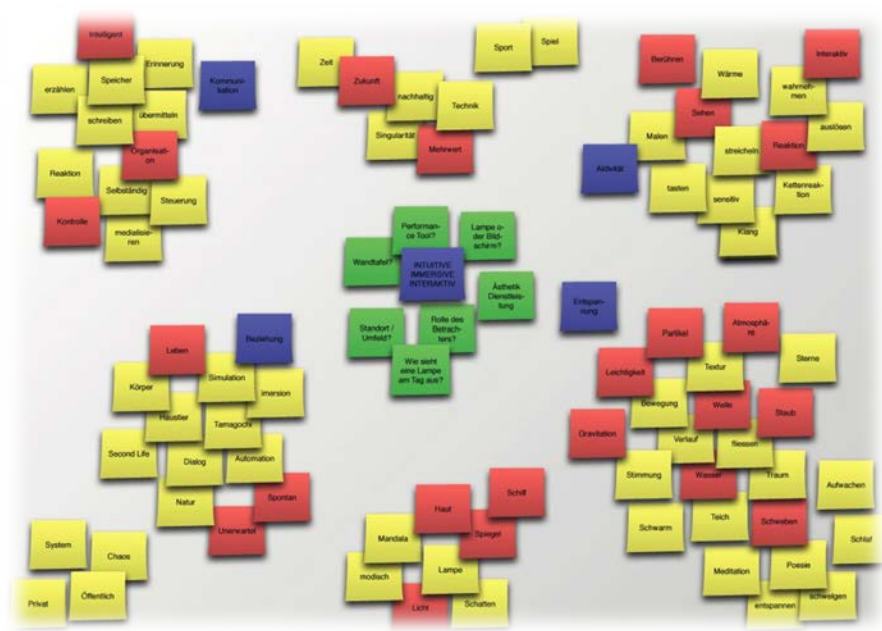 Intelligent
Erinnerung
Speicher
erzählen
Kommuni-
kation
übermitteln
schreiben
Organisati-
on
Reaktion
Selbständig
Steuerung
Kontrolle
medialisie-
ren
Zeit
Sport
Spiel
Zukunft
nachhaltig
Technik
Singularität
Mehrwert
Berühren
Interaktiv
Wärme
wahrneh-
men
Sehen
auslösen
Malen
streicheln
Reaktion
Aktivität
tasten
sensitiv
Kettenreak-
tion
Klang
Performan-
ce Tool?
Lampe o-
der Bild-
schirm?
Wandtafel?
INTUITIVE
IMMERSIVE
INTERAKTIV
Ästhetik
Dienstleis-
tung
Standort /
Umfeld?
Rolle des
Betrach-
ters?
Wie sieht
eine Lampe
am Tag aus?
Leben
Beziehung
Körper
Simulation
imersion
Haustier
Tamagochi
Second Life
Dialog
Automation
Natur
Spontan
Unerwartet
System
Chaos
Privat
Öffentlich
Haut
Mandala
Spiegel
modisch
Lampe
Licht
Schatten
Entspan-
nung
Partikel
Atmosphä-
re
Leichtigkeit
Textur
Sterne
Bewegung
Welle
Staub
Gravitation
Verlauf
fliessen
Stimmung
Wasser
Traum
Aufwachen
Schwarm
Teich
Schweben
Schlaf
Meditation
Poesie
entspannen
schweigen